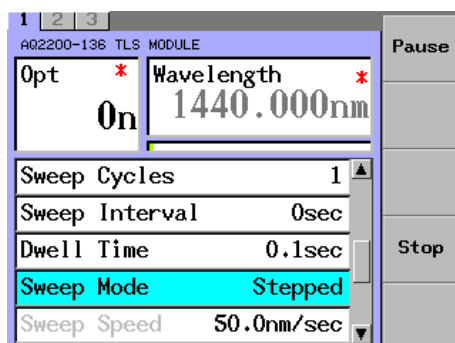 1 2 3
AQ2200-136 TLS MODULE
Pause
Opt *
On
Wavelength *
1440.000nm
Sweep Cycles 1
Sweep Interval 0sec
Dwell Time 0.1sec
Stop
Sweep Mode Stepped
Sweep Speed 50.0nm/sec